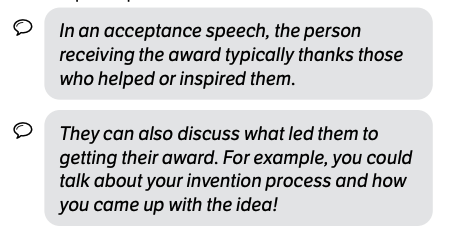 In an acceptance speech, the person
receiving the award typically thanks those
who helped or inspired them.
They can also discuss what led them to
getting their award. For example, you could
talk about your invention process and how
you came up with the idea!